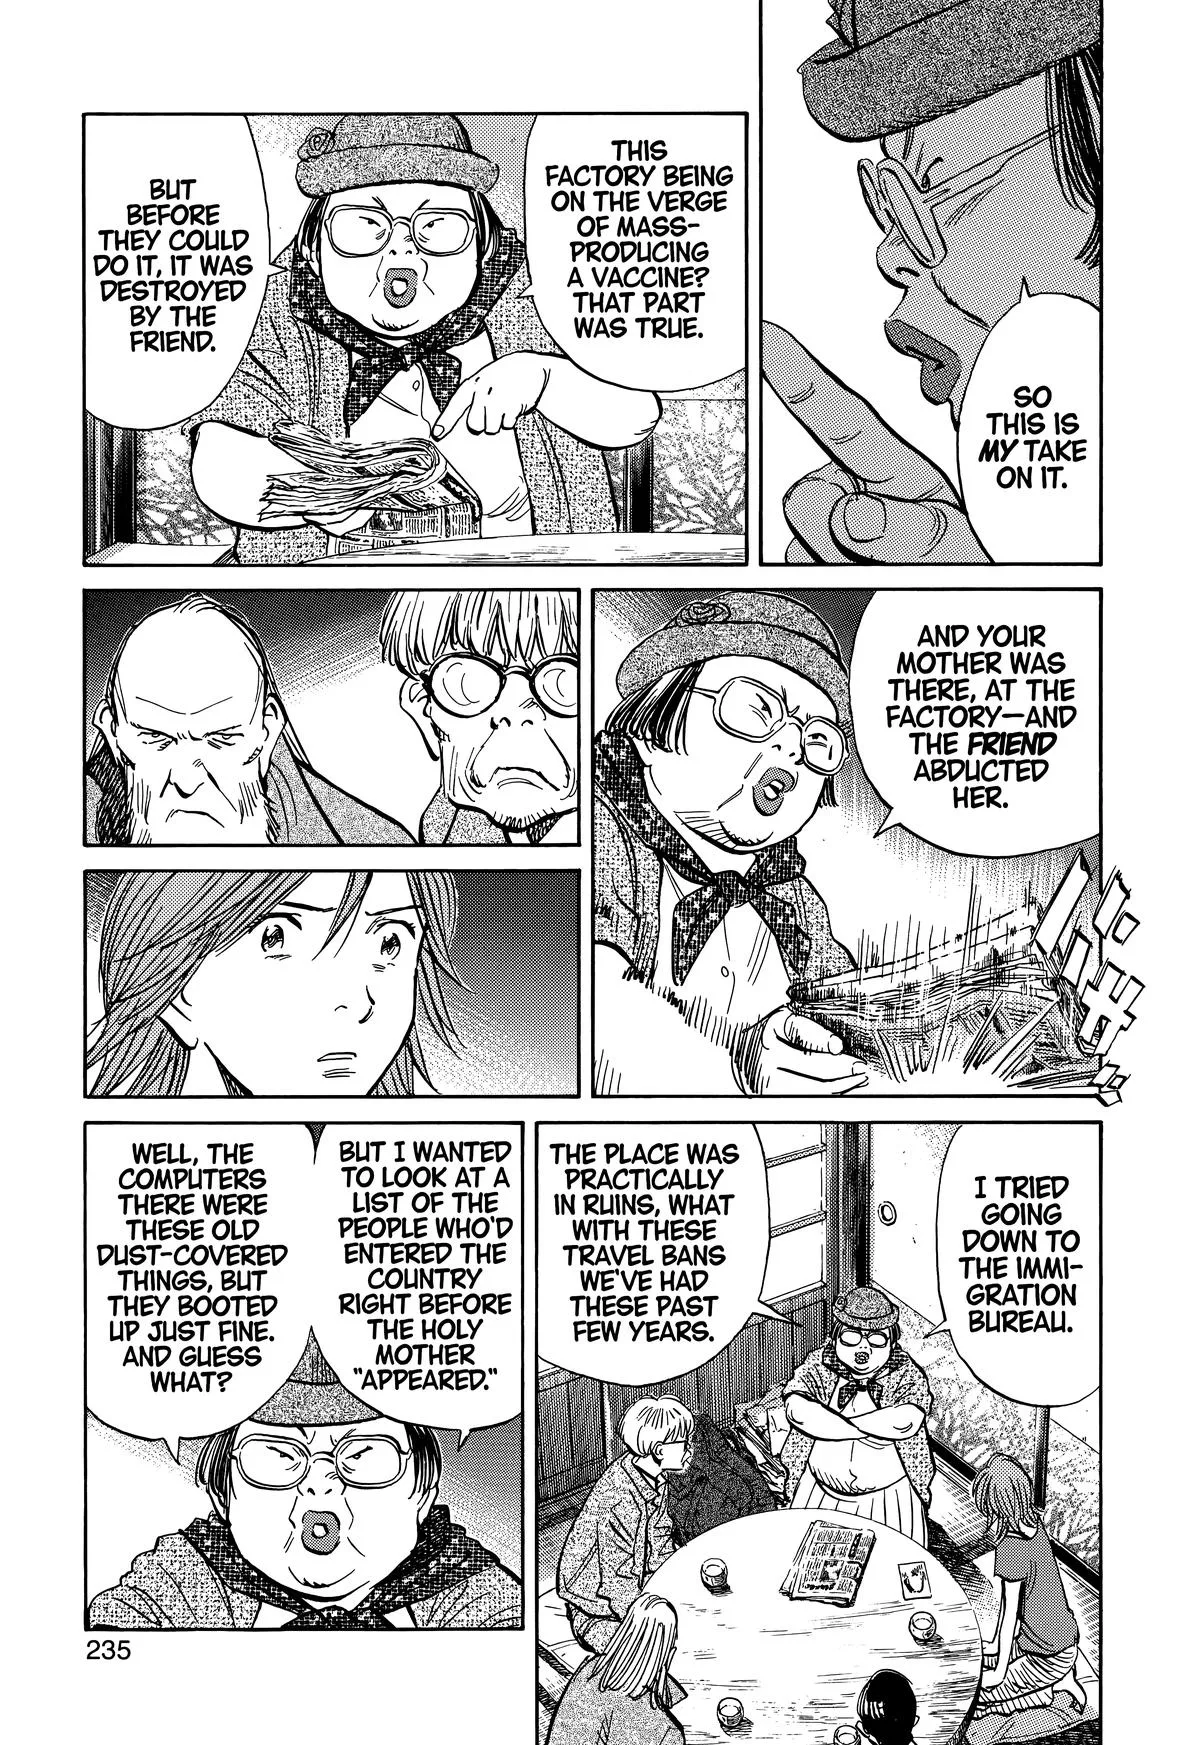 SO
THIS IS
MY TAKE
ON IT.
THIS
FACTORY BEING
ON THE VERGE
OF MASS-
PRODUCING
A VACCINE?
THAT PART
WAS TRUE.
BUT
BEFORE
THEY COULD
DO IT, IT WAS
DESTROYED
BY THE
FRIEND.
AND YOUR
MOTHER WAS
THERE, AT THE
FACTORY—AND
THE FRIEND
ABDUCTED
HER.
I TRIED
GOING
DOWN TO
THE IMMI-
GRATION
BUREAU.
THE PLACE WAS
PRACTICALLY
IN RUINS, WHAT
WITH THESE
TRAVEL BANS
WE'VE HAD
THESE PAST
FEW YEARS.
BUT I WANTED
TO LOOK AT A
LIST OF THE
PEOPLE WHO'D
ENTERED THE
COUNTRY
RIGHT BEFORE
THE HOLY
MOTHER
"APPEARED."
WELL, THE
COMPUTERS
THERE WERE
THESE OLD
DUST-COVERED
THINGS, BUT
THEY BOOTED
UP JUST FINE.
AND GUESS
WHAT?
235